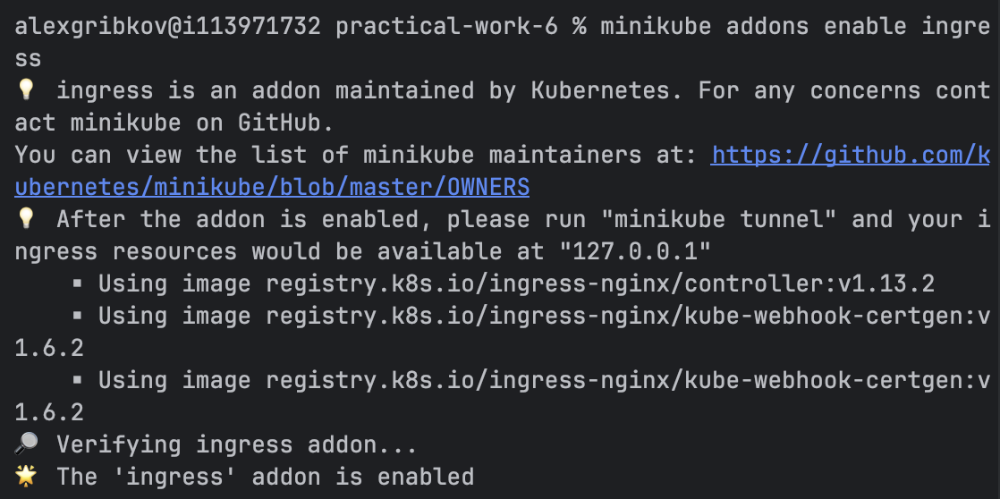 alexgribkov@i113971732 practical-work-6 % minikube addons enable ingre
ss
💡 ingress is an addon maintained by Kubernetes. For any concerns cont
act minikube on GitHub.
You can view the list of minikube maintainers at: https://github.com/k
ubernetes/minikube/blob/master/OWNERS
💡 After the addon is enabled, please run "minikube tunnel" and your i
ngress resources would be available at "127.0.0.1"
▪ Using image registry.k8s.io/ingress-nginx/controller:v1.13.2
▪ Using image registry.k8s.io/ingress-nginx/kube-webhook-certgen:v
1.6.2
▪ Using image registry.k8s.io/ingress-nginx/kube-webhook-certgen:v
1.6.2
🔎 Verifying ingress addon...
🌟 The 'ingress' addon is enabled